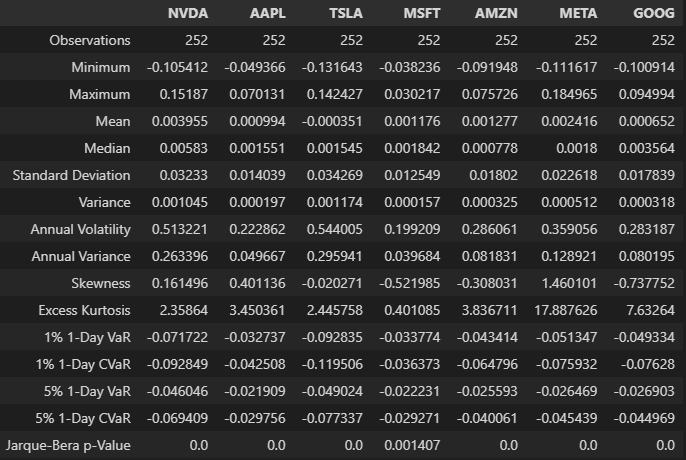 NVDA AAPL TSLA MSFT AMZN META GOOG
Observations 252 252 252 252 252 252 252
Minimum -0.105412 -0.049366 -0.131643 -0.038236 -0.091948 -0.111617 -0.100914
Maximum 0.15187 0.070131 0.142427 0.030217 0.075726 0.184965 0.094994
Mean 0.003955 0.000994 -0.000351 0.001176 0.001277 0.002416 0.000652
Median 0.00583 0.001551 0.001545 0.001842 0.000778 0.0018 0.003564
Standard Deviation 0.03233 0.014039 0.034269 0.012549 0.01802 0.022618 0.017839
Variance 0.001045 0.000197 0.001174 0.000157 0.000325 0.000512 0.000318
Annual Volatility 0.513221 0.222862 0.544005 0.199209 0.286061 0.359056 0.283187
Annual Variance 0.263396 0.049667 0.295941 0.039684 0.081831 0.128921 0.080195
Skewness 0.161496 0.401136 -0.020271 -0.521985 -0.308031 1.460101 -0.737752
Excess Kurtosis 2.35864 3.450361 2.445758 0.401085 3.836711 17.887626 7.63264
1% 1-Day VaR -0.071722 -0.032737 -0.092835 -0.033774 -0.043414 -0.051347 -0.049334
1% 1-Day CVaR -0.092849 -0.042508 -0.119506 -0.036373 -0.064796 -0.075932 -0.07628
5% 1-Day VaR -0.046046 -0.021909 -0.049024 -0.022231 -0.025593 -0.026469 -0.026903
5% 1-Day CVaR -0.069409 -0.029756 -0.077337 -0.029271 -0.040061 -0.045439 -0.044969
Jarque-Bera p-Value 0.0 0.0 0.0 0.001407 0.0 0.0 0.0